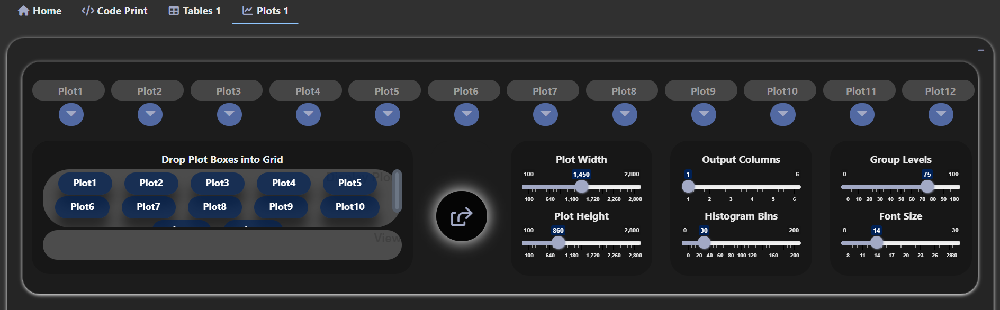 Home Code Print Tables 1 Plots 1
Plot1 Plot2 Plot3 Plot4 Plot5 Plot6 Plot7 Plot8 Plot9 Plot10 Plot11 Plot12
Drop Plot Boxes into Grid
Display Plot
Plot1 Plot2 Plot3 Plot4 Plot5
Plot6 Plot7 Plot8 Plot9 Plot10
View
Plot Width
100 1,450 2,800
100 640 1,180 1,720 2,260 2,800
Plot Height
100 860 2,800
100 640 1,180 1,720 2,260 2,800
Output Columns
1 6
1 2 3 4 5 6
Histogram Bins
0 30 200
0 20 40 60 80 100 120 160 200
Group Levels
0 75 100
0 10 20 30 40 50 60 70 80 90 100
Font Size
8 14 30
8 11 14 17 20 23 26 29 30